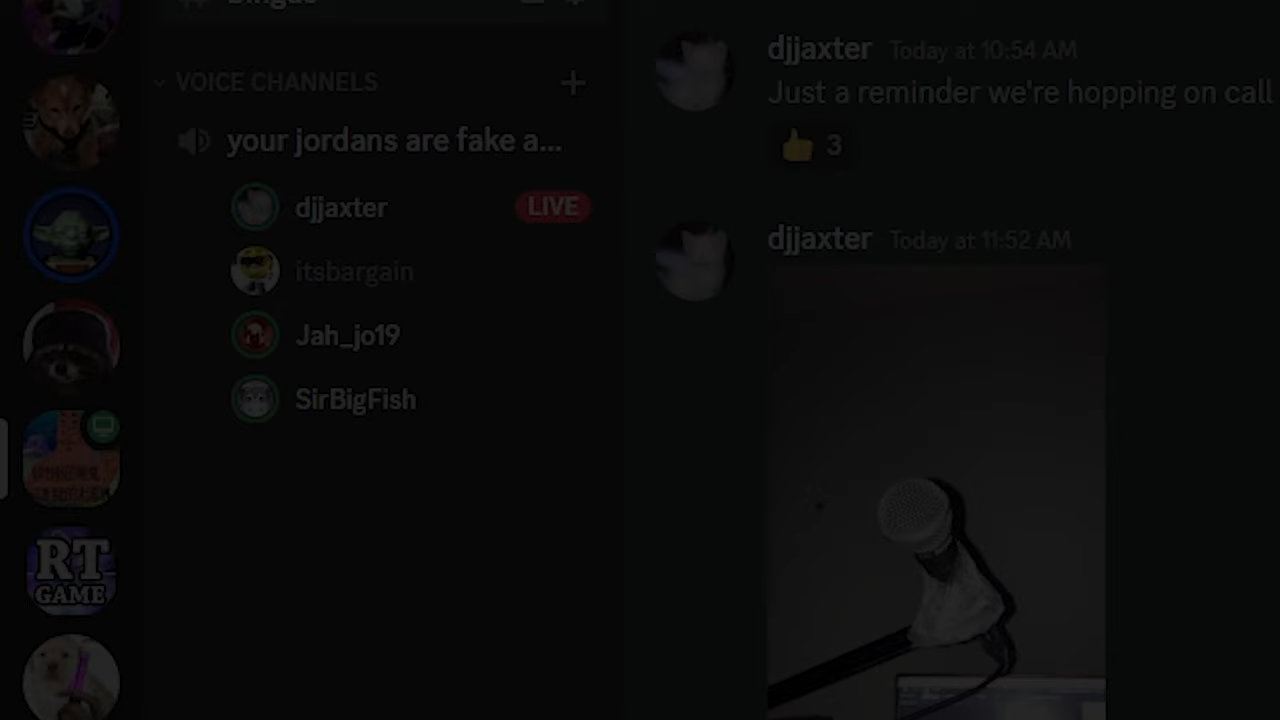 VOICE CHANNELS
your jordans are fake a...
djjaxter
LIVE
itsbargain
Jah_jo19
SirBigFish
RT
GAME
djjaxter Today at 10:54 AM
Just a reminder we're hopping on call
3
djjaxter Today at 11:52 AM